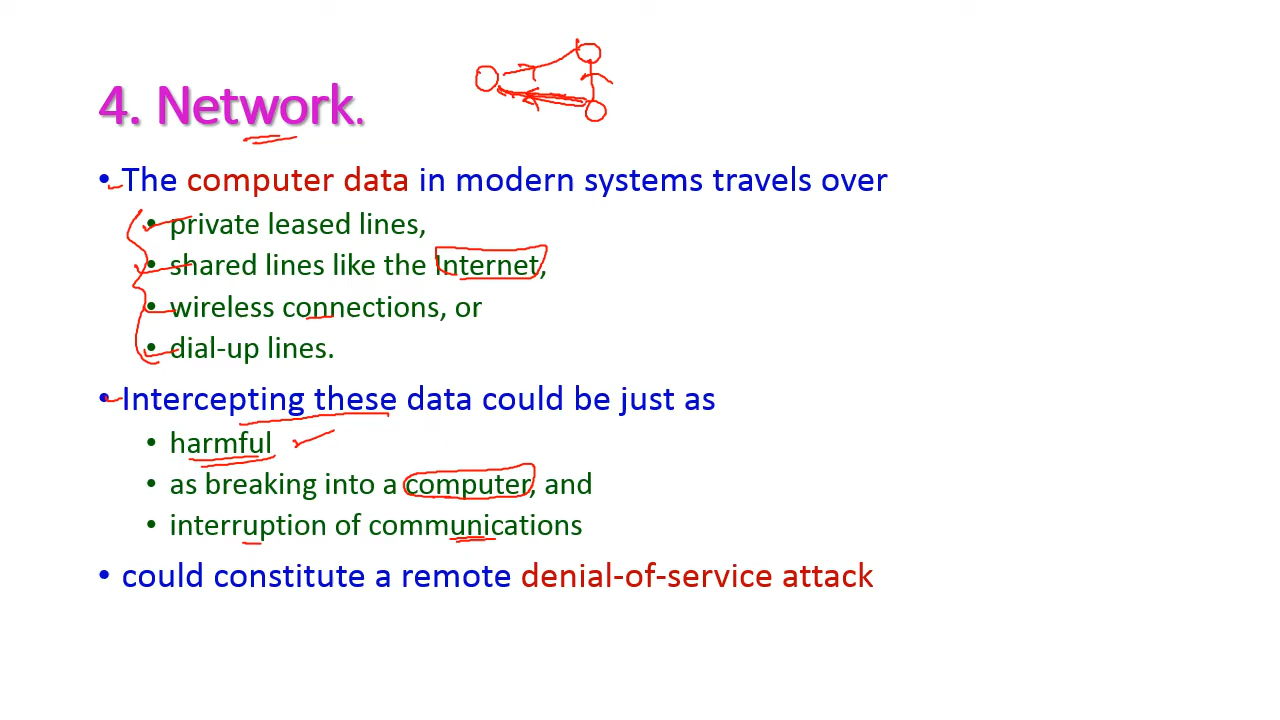 4. Network.
• The computer data in modern systems travels over
• private leased lines,
• shared lines like the Internet,
• wireless connections, or
• dial-up lines.
• Intercepting these data could be just as
• harmful
• as breaking into a computer, and
• interruption of communications
• could constitute a remote denial-of-service attack